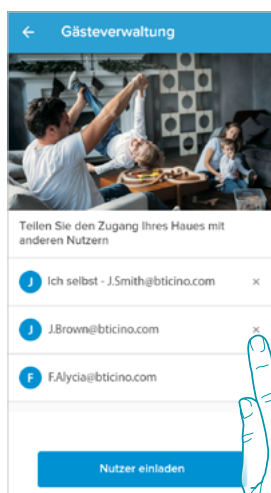 Gästeverwaltung
Teilen Sie den Zugang Ihres Haues mit
anderen Nutzern
J Ich selbst - J.Smith@bticino.com ×
J J.Brown@bticino.com ×
F F.Alycia@bticino.com
Nutzer einladen